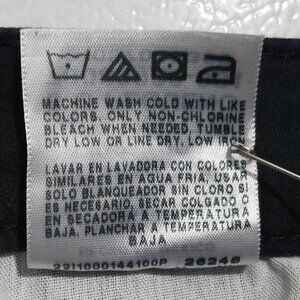 MACHINE WASH COLD WITH LIKE
COLORS, ONLY NON-CHLORINE
BLEACH WHEN NEEDED, TUMBLE
DRY LOW OR LINE DRY, LOW
LAVAR EN LAVADORA CON COLORES
SIMILARES EN AGUA FRIA, USAR
SOLO BLANQUEADOR SIN CLORO SI
ES NECESARIO, SECAR COLGADO O
EN SECADORA A TEMPERATURA
BAJA, PLANCHAR A TEMPERATURA
BAJA
2211000144100P 26246